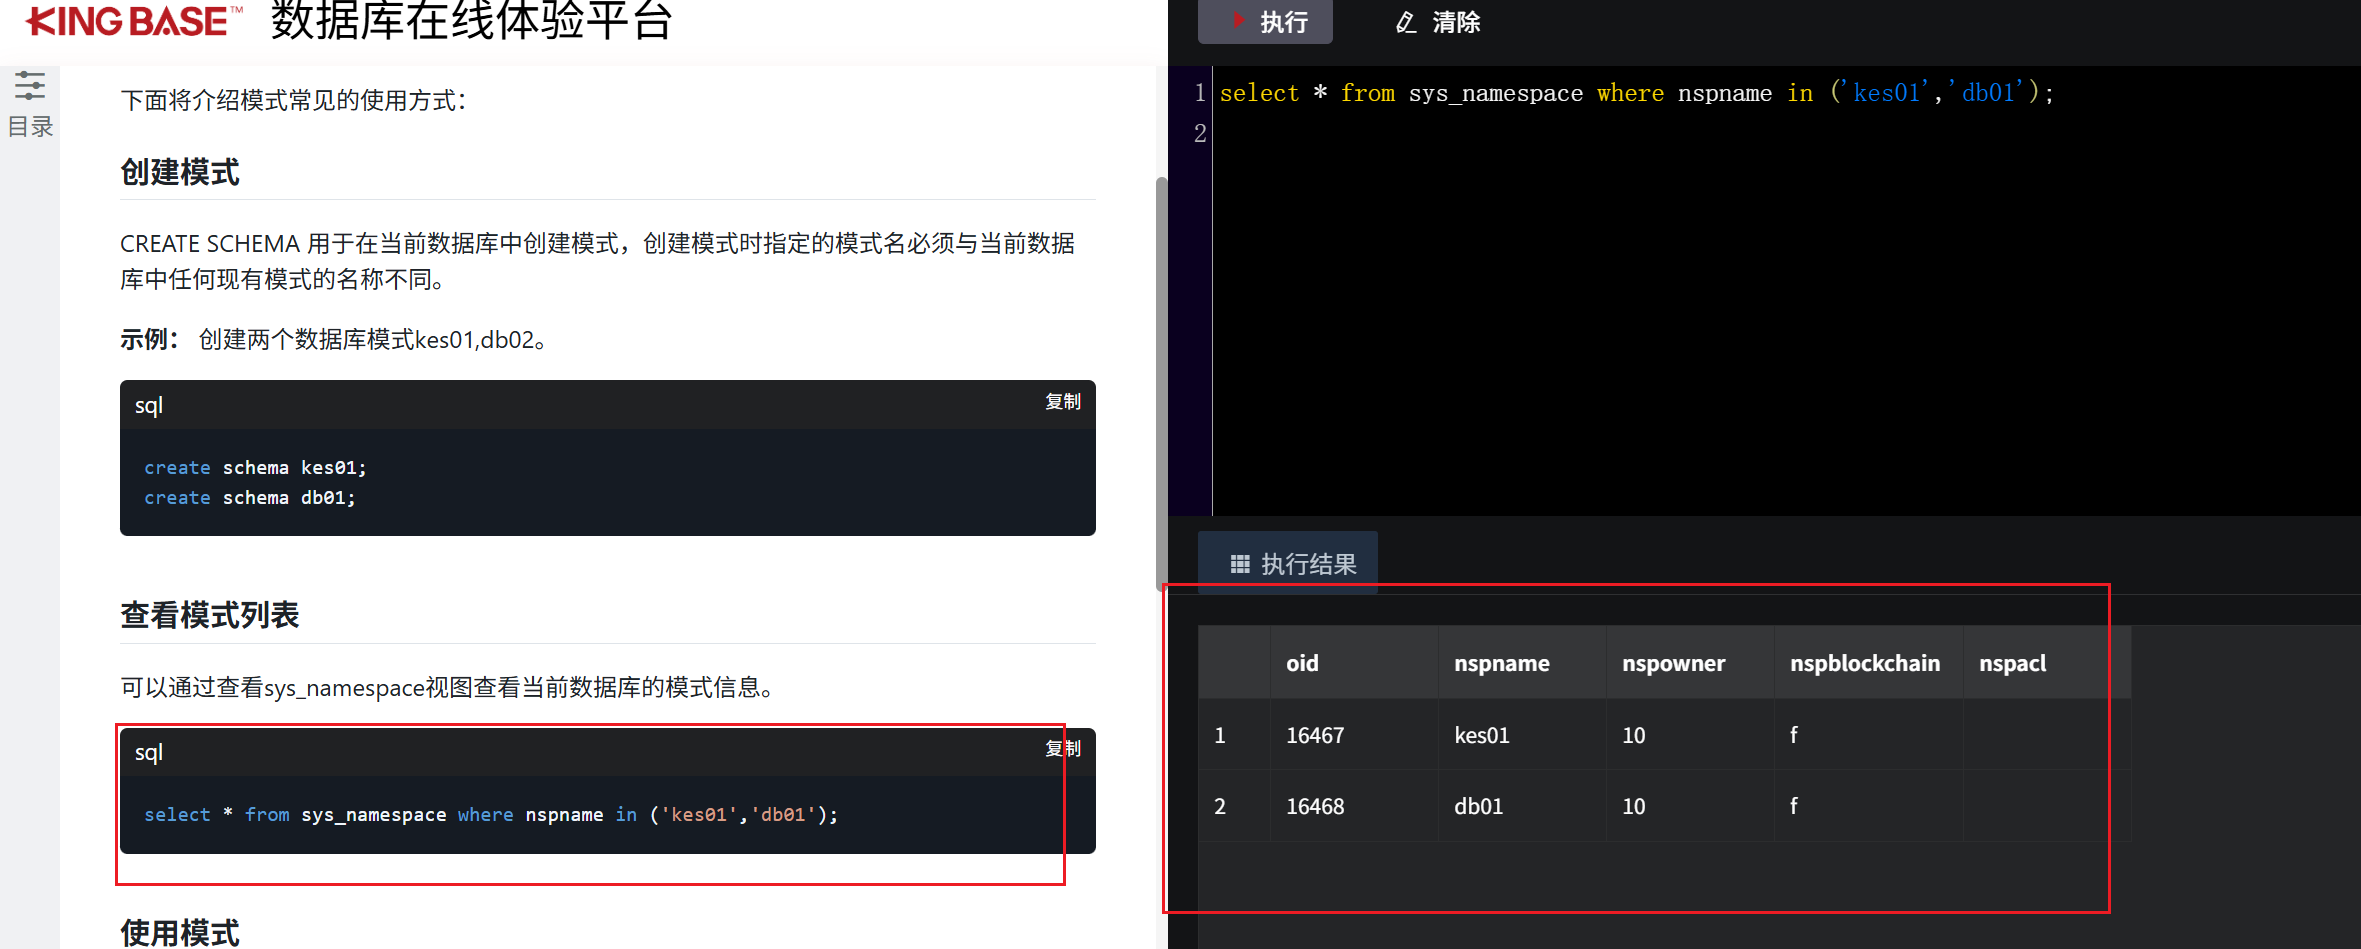 KINGBASE™ 数据库在线体验平台
目录
下面将介绍模式常见的使用方式：
创建模式
CREATE SCHEMA 用于在当前数据库中创建模式，创建模式时指定的模式名必须与当前数据
库中任何现有模式的名称不同。
示例： 创建两个数据库模式kes01,db02。
sql 复制
create schema kes01;
create schema db01;
查看模式列表
可以通过查看sys_namespace视图查看当前数据库的模式信息。
sql 复制
select * from sys_namespace where nspname in ('kes01','db01');
使用模式
执行 清除
1 select * from sys_namespace where nspname in ('kes01','db01');
2
执行结果
oid nspname nspowner nspblockchain nspacl
1 16467 kes01 10 f
2 16468 db01 10 f